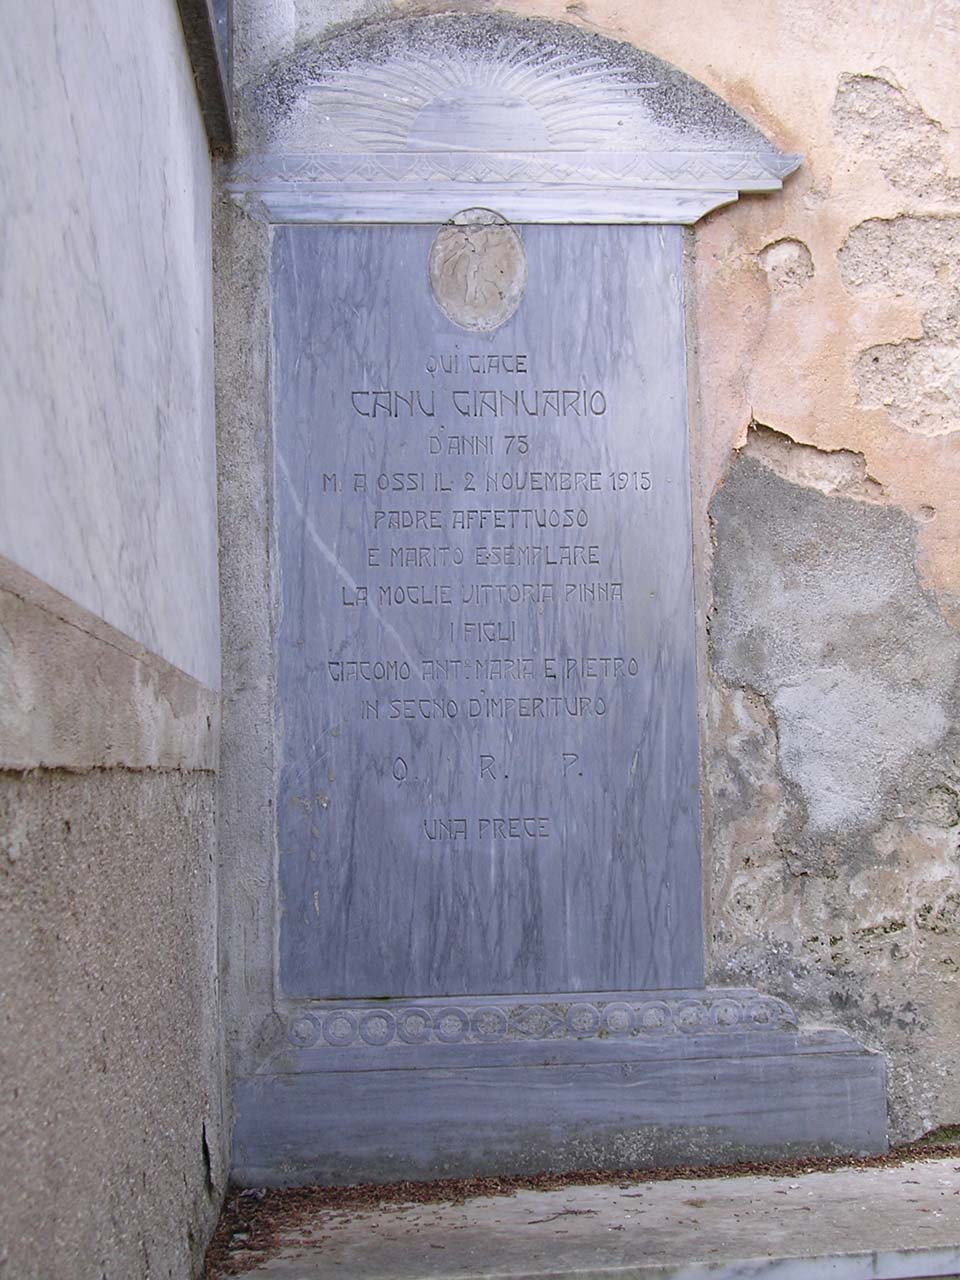 QUI GIACE
CANU GIANUARIO
D'ANNI 75
M. A OSSI IL 2 NOVEMBRE 1915
PADRE AFFETTUOSO
E MARITO ESEMPLARE
LA MOGLIE VITTORIA PINNA
I FIGLI
GIACOMO ANT.º MARIA E PIETRO
IN SEGNO D'IMPERITURO
Q. I R. P.
UNA PRECE